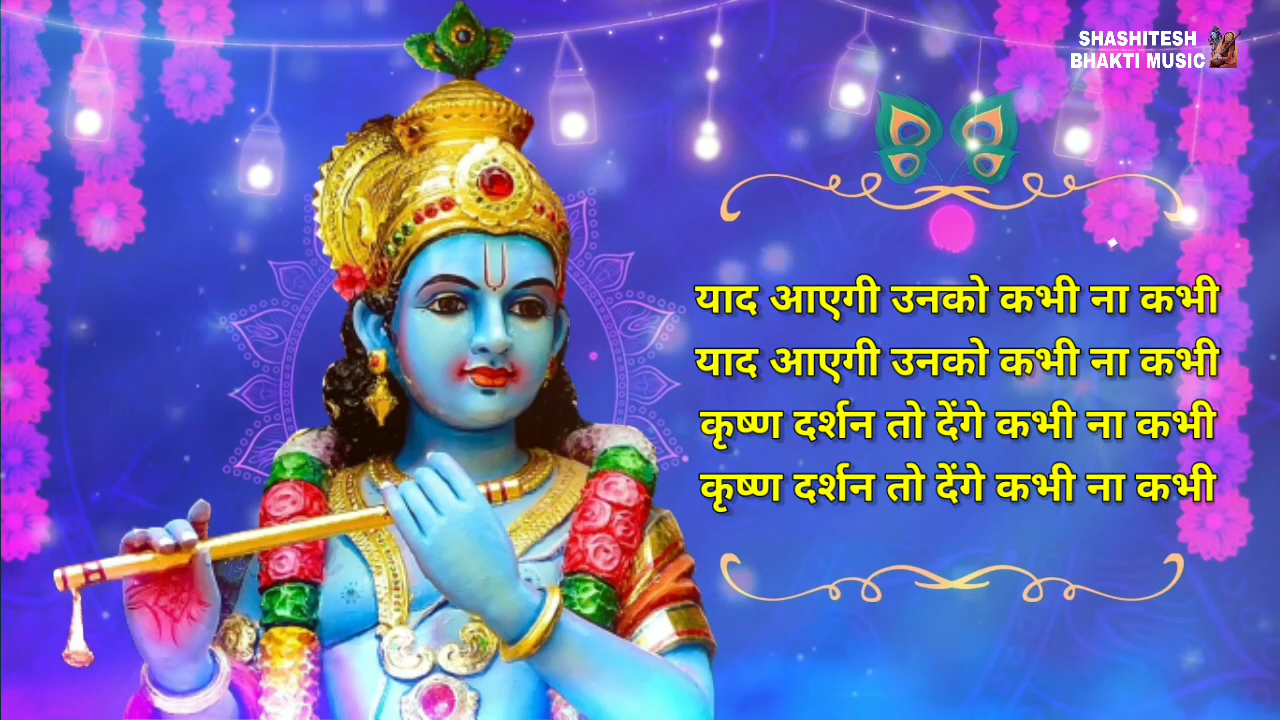 SHASHITESH
BHAKTI MUSIC
याद आएगी उनको कभी ना कभी
याद आएगी उनको कभी ना कभी
कृष्ण दर्शन तो देंगे कभी ना कभी
कृष्ण दर्शन तो देंगे कभी ना कभी